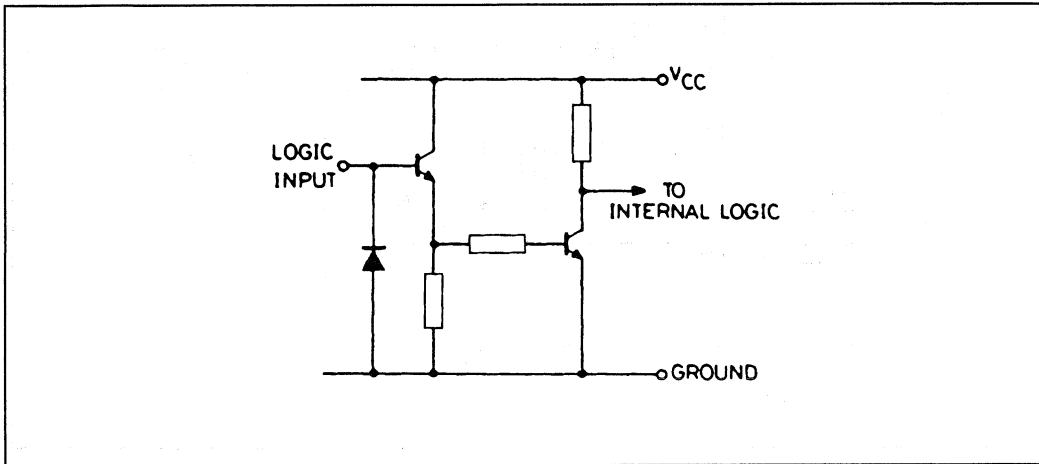 VCC
LOGIC
INPUT
TO
INTERNAL LOGIC
GROUND